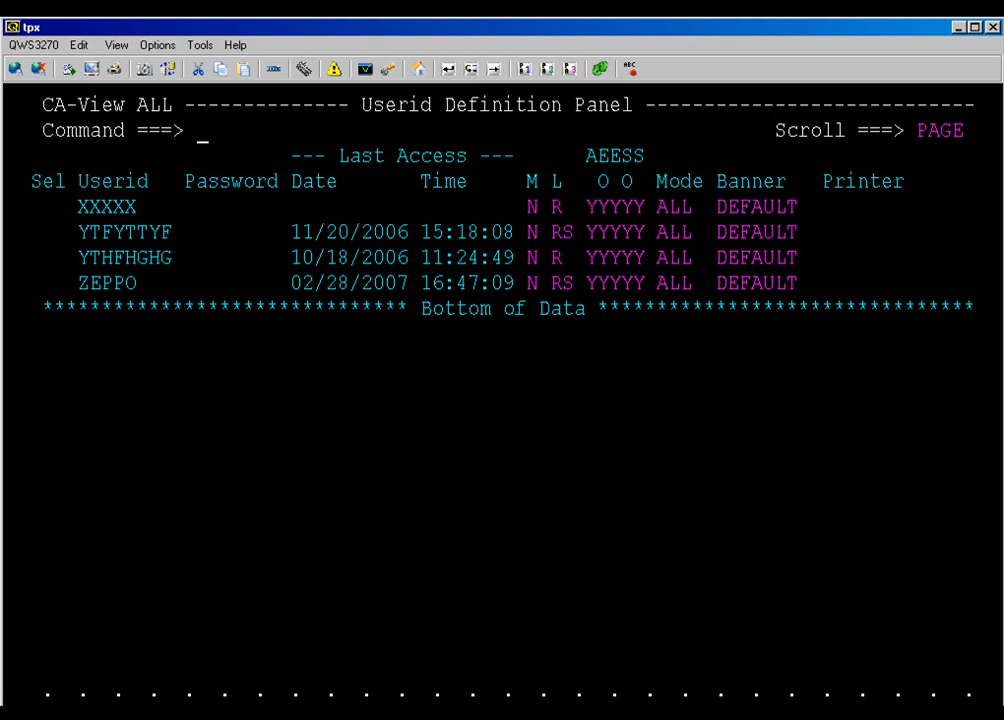 tpx
QWS3270 Edit View Options Tools Help
CA-View ALL -------------- Userid Definition Panel ----------------------------
Command ===> _ Scroll ===> PAGE
--- Last Access --- AEESS
Sel Userid Password Date Time M L O O Mode Banner Printer
XXXXX N R YYYYY ALL DEFAULT
YTFYTTYF 11/20/2006 15:18:08 N RS YYYYY ALL DEFAULT
YTHFHGHG 10/18/2006 11:24:49 N R YYYYY ALL DEFAULT
ZEPPO 02/28/2007 16:47:09 N RS YYYYY ALL DEFAULT
******************************* Bottom of Data ********************************
. . . . . . . . . . . . . . . . . . . . . . . . . . .